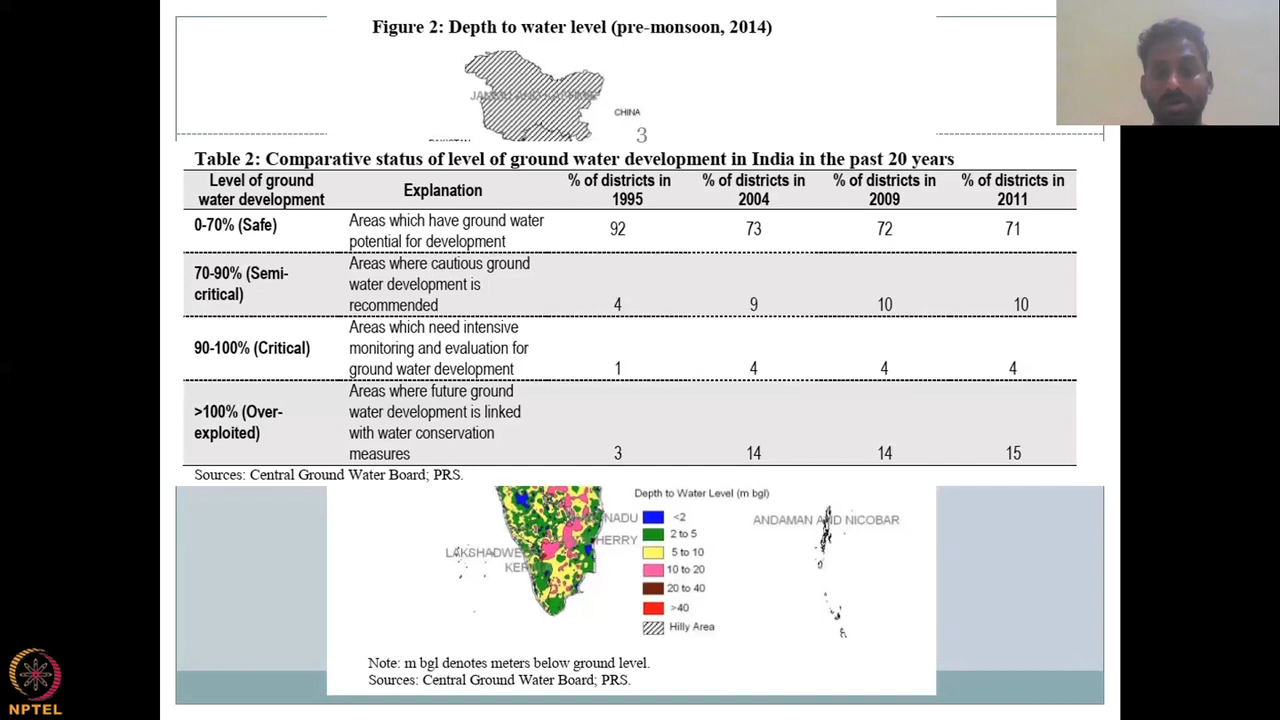 Figure 2: Depth to water level (pre-monsoon, 2014)
JAMMU AND KASHMIR
CHINA
3
Table 2: Comparative status of level of ground water development in India in the past 20 years
Level of ground water development Explanation % of districts in 1995 % of districts in 2004 % of districts in 2009 % of districts in 2011
0-70% (Safe) Areas which have ground water potential for development 92 73 72 71
70-90% (Semi-critical) Areas where cautious ground water development is recommended 4 9 10 10
90-100% (Critical) Areas which need intensive monitoring and evaluation for ground water development 1 4 4 4
>100% (Over-exploited) Areas where future ground water development is linked with water conservation measures 3 14 14 15
Sources: Central Ground Water Board; PRS.
Depth to Water Level (m bgl)
<2
2 to 5
5 to 10
10 to 20
20 to 40
>40
Hilly Area
NADU
HERRY
LAKSHADWE
KER
ANDAMAN AND NICOBAR
Note: m bgl denotes meters below ground level.
Sources: Central Ground Water Board; PRS.
NPTEL